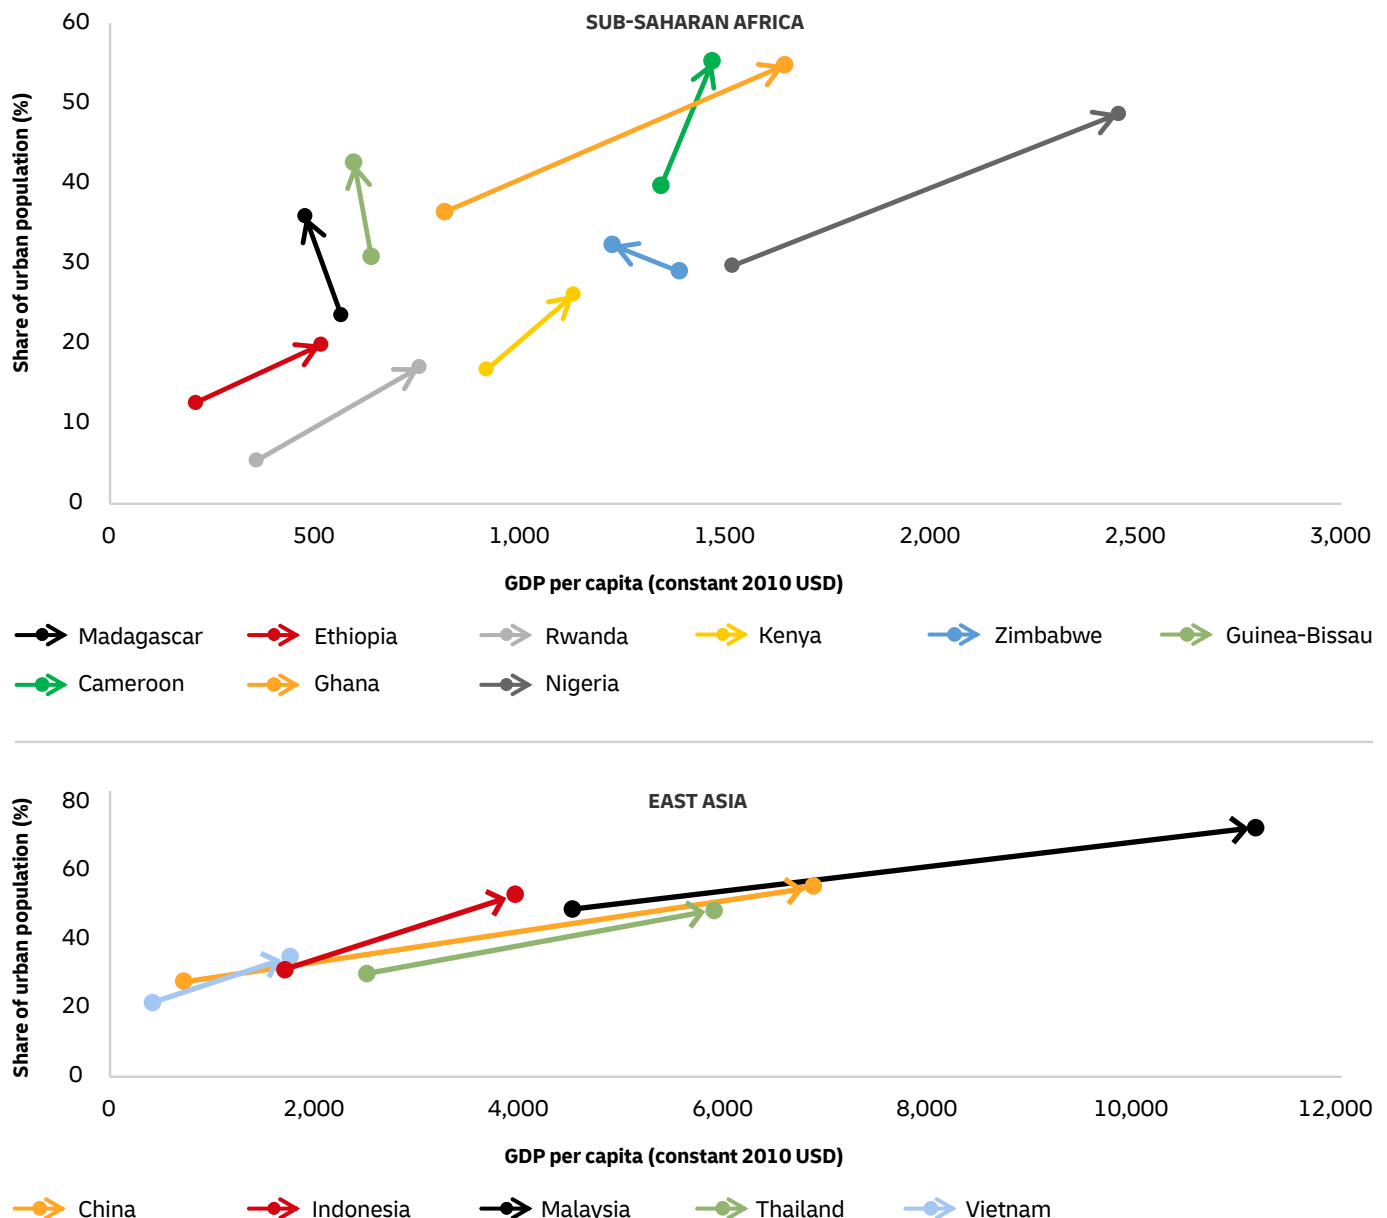 SUB-SAHARAN AFRICA
Share of urban population (%)
60
50
40
30
20
10
0
0 500 1,000 1,500 2,000 2,500 3,000
GDP per capita (constant 2010 USD)
Madagascar Ethiopia Rwanda Kenya Zimbabwe Guinea-Bissau
Cameroon Ghana Nigeria
EAST ASIA
Share of urban population (%)
80
60
40
20
0
0 2,000 4,000 6,000 8,000 10,000 12,000
GDP per capita (constant 2010 USD)
China Indonesia Malaysia Thailand Vietnam